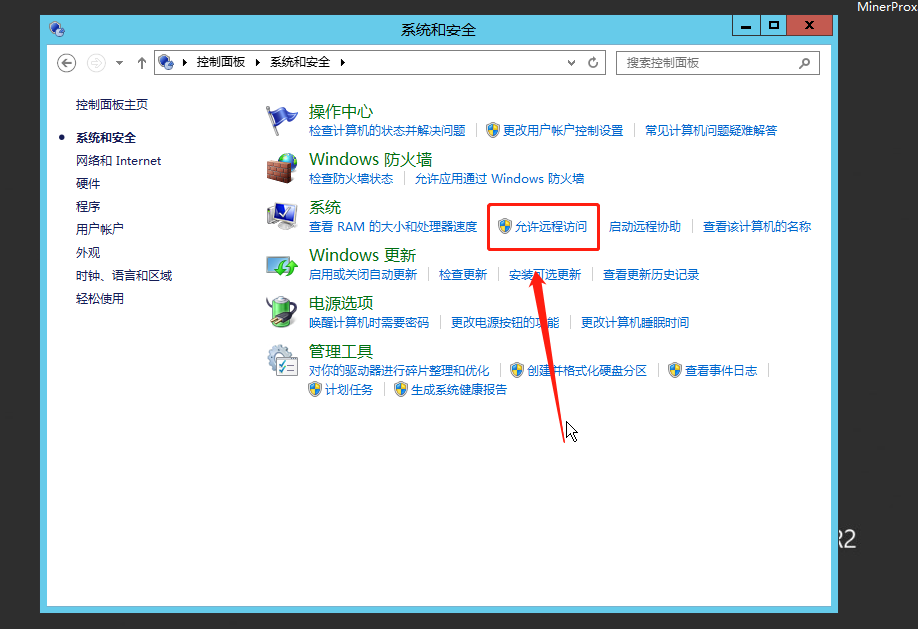 MinerProx
系统和安全
控制面板 系统和安全
搜索控制面板
控制面板主页
系统和安全
网络和 Internet
硬件
程序
用户帐户
外观
时钟、语言和区域
轻松使用
操作中心
检查计算机的状态并解决问题 更改用户帐户控制设置 常见计算机问题疑难解答
Windows 防火墙
检查防火墙状态 允许应用通过 Windows 防火墙
系统
查看 RAM 的大小和处理器速度 允许远程访问 启动远程协助 查看该计算机的名称
Windows 更新
启用或关闭自动更新 检查更新 安装可选更新 查看更新历史记录
电源选项
唤醒计算机时需要密码 更改电源按钮的功能 更改计算机睡眠时间
管理工具
对你的驱动器进行碎片整理和优化 创建并格式化硬盘分区 查看事件日志
计划任务 生成系统健康报告
R2